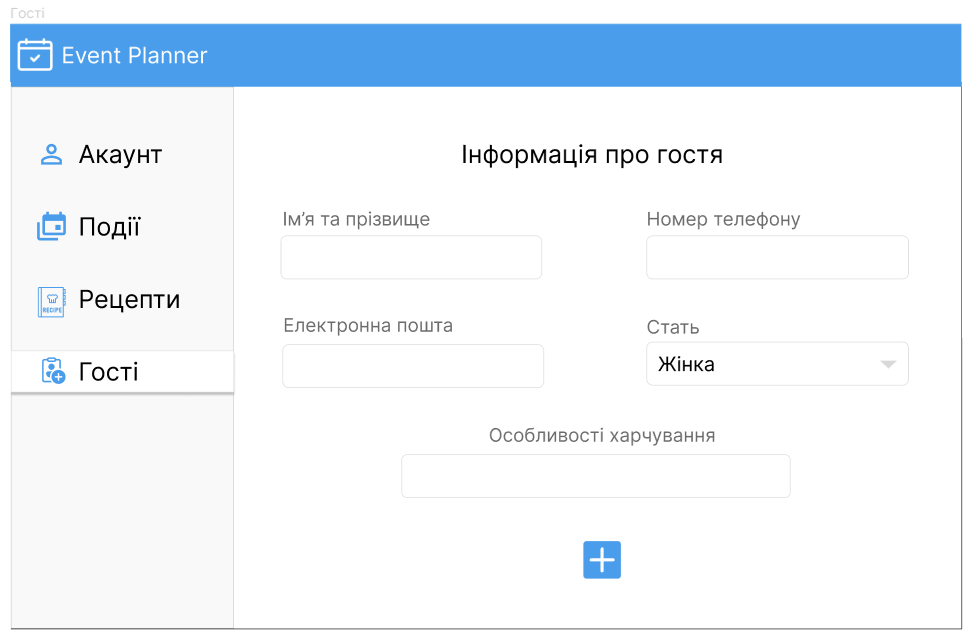 Гості
Event Planner
Акаунт
Події
Рецепти
RECIPE
Гості
Інформація про гостя
Ім’я та прізвище
Номер телефону
Електронна пошта
Стать
Жінка
Особливості харчування